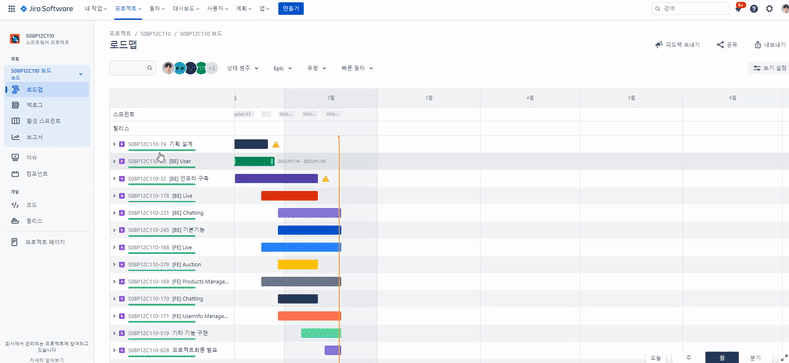 Jira Software
내 작업
프로젝트
필터
대시보드
사용자
계획
앱
만들기
검색
9+
S08P12C110
소프트웨어 프로젝트
계획
S08P12C110 보드
보드
로드맵
백로그
활성 스프린트
보고서
이슈
컴포넌트
개발
코드
릴리스
프로젝트 페이지
회사에서 관리하는 프로젝트에 참여하고 있습니다
자세히 알아보기
프로젝트 / S08P12C110 / S08P12C110 보드
로드맵
피드백 보내기
공유
내보내기
+3
상태 범주
Epic
유형
빠른 필터
보기 설정
2월
3월
4월
5월
6월
스프린트
릴리스
S08P12C110-19 기획 설계
[BE] User
S08P12C110-32 [BE] 인프라 구축
S08P12C110-176 [BE] Live
S08P12C110-231 [BE] Chatting
S08P12C110-245 [BE] 기본기능
S08P12C110-168 [FE] Live
S08P12C110-379 [FE] Auction
S08P12C110-169 [FE] Products Manage...
S08P12C110-170 [FE] Chatting
S08P12C110-171 [FE] Userinfo Manage...
S08P12C110-519 기타 기능 구현
S08P12C110-628 프로젝트최종 발표
오늘
주
월
분기